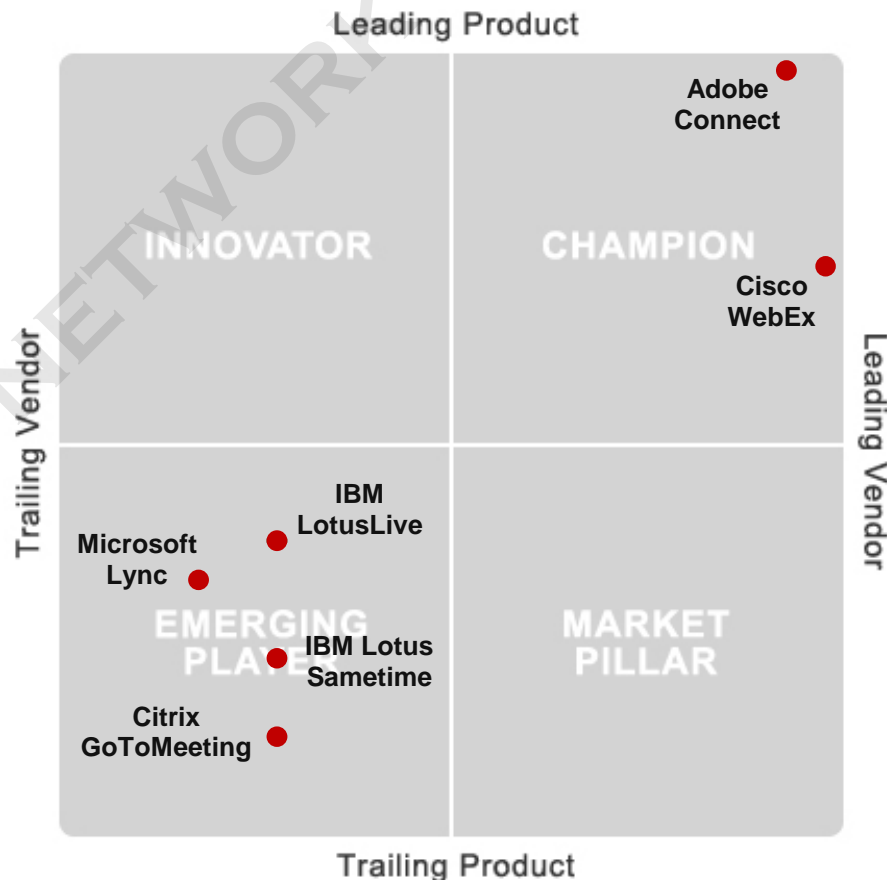 Leading Product
Adobe
Connect
INNOVATOR
CHAMPION
Cisco
WebEx
NETWORK
Trailing Vendor
Leading Vendor
IBM
LotusLive
Microsoft
Lync
EMERGING
PLAYER
MARKET
PILLAR
IBM Lotus
Sametime
Citrix
GoToMeeting
Trailing Product